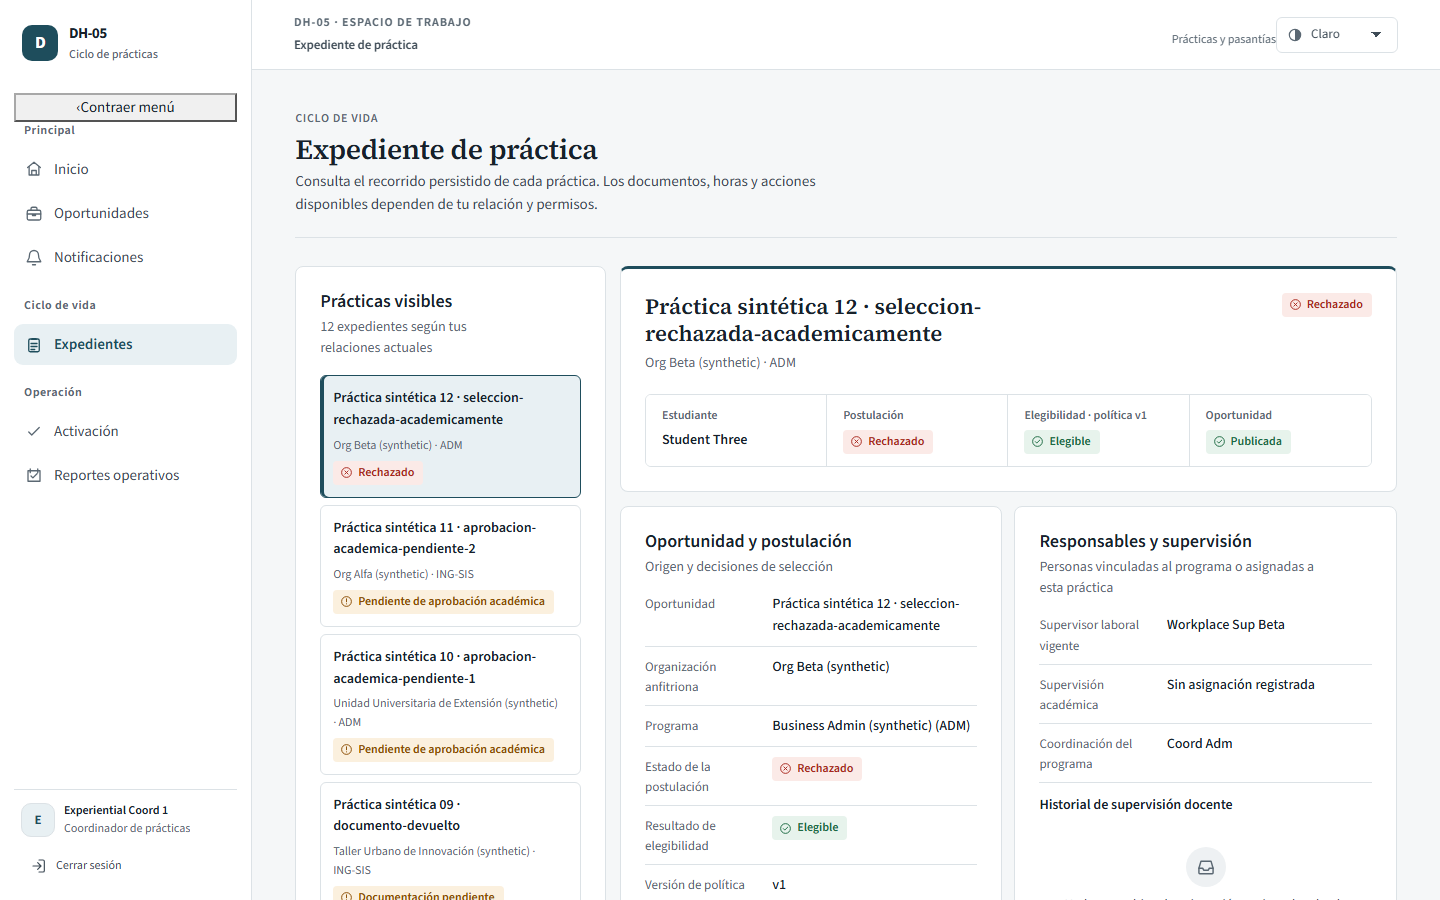 D
DH-05
Ciclo de prácticas
‹Contraer menú
Principal
Inicio
Oportunidades
Notificaciones
Ciclo de vida
Expedientes
Operación
Activación
Reportes operativos
E
Experiential Coord 1
Coordinador de prácticas
Cerrar sesión
DH-05 · ESPACIO DE TRABAJO
Expediente de práctica
Prácticas y pasantías
Claro
CICLO DE VIDA
Expediente de práctica
Consulta el recorrido persistido de cada práctica. Los documentos, horas y acciones
disponibles dependen de tu relación y permisos.
Prácticas visibles
12 expedientes según tus
relaciones actuales
Práctica sintética 12 · seleccion-
rechazada-academicamente
Org Beta (synthetic) · ADM
Rechazado
Práctica sintética 11 · aprobacion-
academica-pendiente-2
Org Alfa (synthetic) · ING-SIS
Pendiente de aprobación académica
Práctica sintética 10 · aprobacion-
academica-pendiente-1
Unidad Universitaria de Extensión (synthetic)
· ADM
Pendiente de aprobación académica
Práctica sintética 09 ·
documento-devuelto
Taller Urbano de Innovación (synthetic) ·
ING-SIS
Documentación pendiente
Práctica sintética 12 · seleccion-
rechazada-academicamente
Org Beta (synthetic) · ADM
Rechazado
Estudiante
Student Three
Postulación
Rechazado
Elegibilidad · política v1
Elegible
Oportunidad
Publicada
Oportunidad y postulación
Origen y decisiones de selección
Oportunidad
Práctica sintética 12 · seleccion-
rechazada-academicamente
Organización
anfitriona
Org Beta (synthetic)
Programa
Business Admin (synthetic) (ADM)
Estado de la
postulación
Rechazado
Resultado de
elegibilidad
Elegible
Versión de política
v1
Responsables y supervisión
Personas vinculadas al programa o asignadas a
esta práctica
Supervisor laboral
vigente
Workplace Sup Beta
Supervisión
académica
Sin asignación registrada
Coordinación del
programa
Coord Adm
Historial de supervisión docente